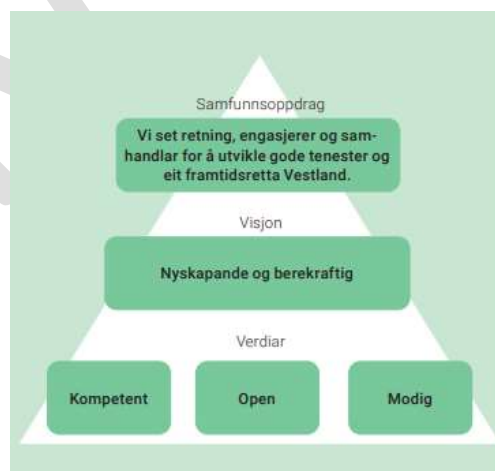 Samfunnsoppdrag
Vi set retning, engasjerer og sam-
handlar for å utvikle gode tenester og
eit framtidsretta Vestland.
Visjon
Nyskapande og berekraftig
Verdiar
Kompetent Open Modig